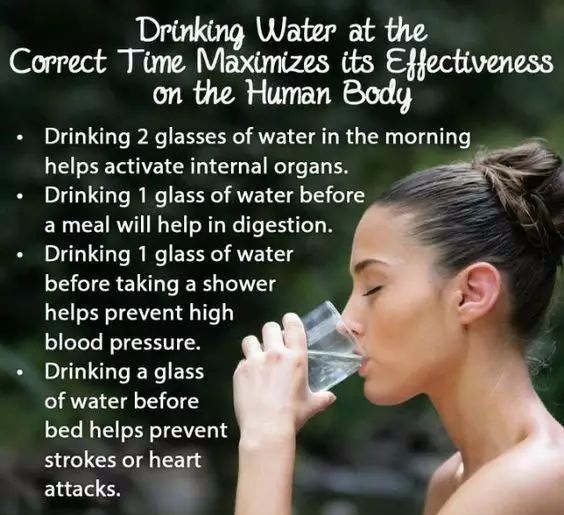 Drinking Water at the
Correct Time Maximizes its Effectiveness
on the Human Body
• Drinking 2 glasses of water in the morning
helps activate internal organs.
• Drinking 1 glass of water before
a meal will help in digestion.
• Drinking 1 glass of water
before taking a shower
helps prevent high
blood pressure.
• Drinking a glass
of water before
bed helps prevent
strokes or heart
attacks.